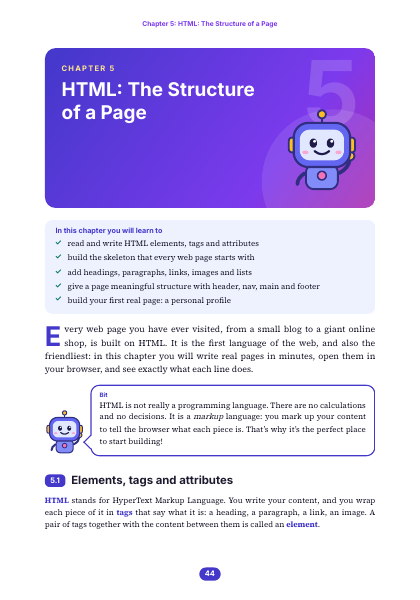 Chapter 5: HTML: The Structure of a Page
CHAPTER 5
5
HTML: The Structure
of a Page
In this chapter you will learn to
read and write HTML elements, tags and attributes
build the skeleton that every web page starts with
add headings, paragraphs, links, images and lists
give a page meaningful structure with header, nav, main and footer
build your first real page: a personal profile
Every web page you have ever visited, from a small blog to a giant online
shop, is built on HTML. It is the first language of the web, and also the
friendliest: in this chapter you will write real pages in minutes, open them in
your browser, and see exactly what each line does.
Bit
HTML is not really a programming language. There are no calculations
and no decisions. It is a markup language: you mark up your content
to tell the browser what each piece is. That's why it's the perfect place
to start building!
5.1 Elements, tags and attributes
HTML stands for HyperText Markup Language. You write your content, and you wrap
each piece of it in tags that say what it is: a heading, a paragraph, a link, an image. A
pair of tags together with the content between them is called an element.
44